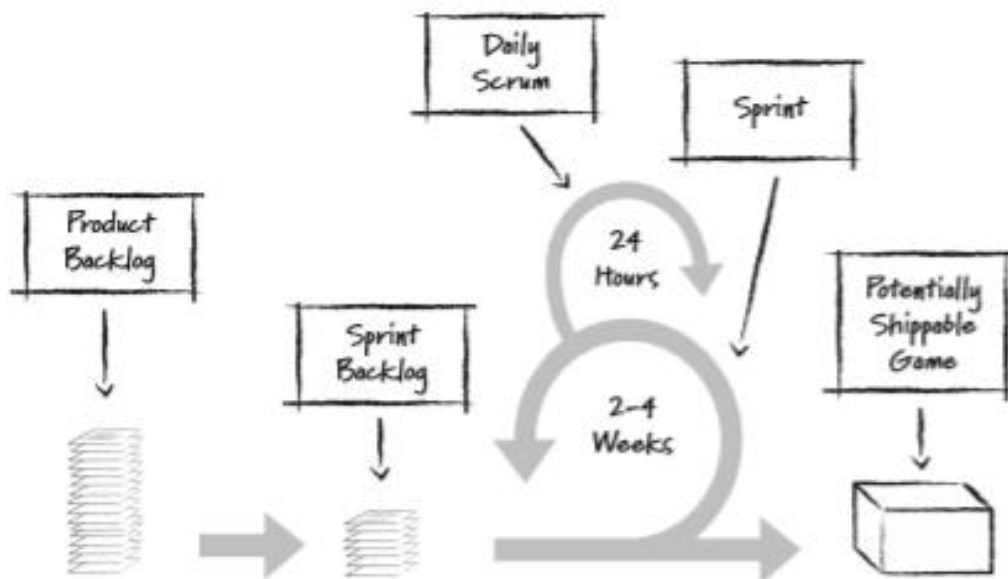 Daily
Scrum
Sprint
Product
Backlog
24
Hours
Potentially
Shippable
Game
Sprint
Backlog
2-4
Weeks